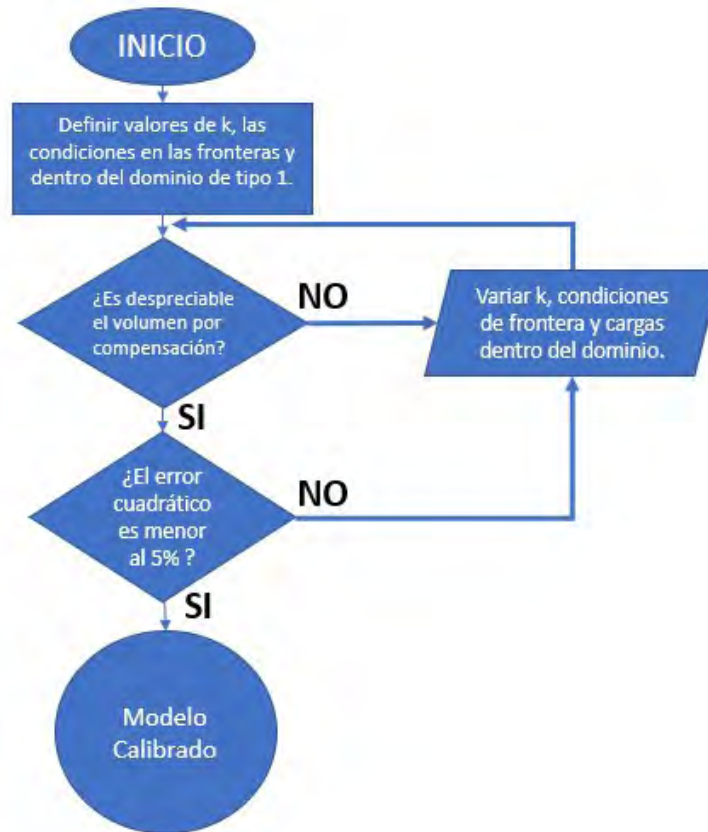 INICIO
Definir valores de k, las
condiciones en las fronteras y
dentro del dominio de tipo 1.
¿Es despreciable
el volumen por
compensación?
NO
Variar k, condiciones
de frontera y cargas
dentro del dominio.
SI
¿El error
cuadrático
es menor
al 5% ?
NO
SI
Modelo
Calibrado